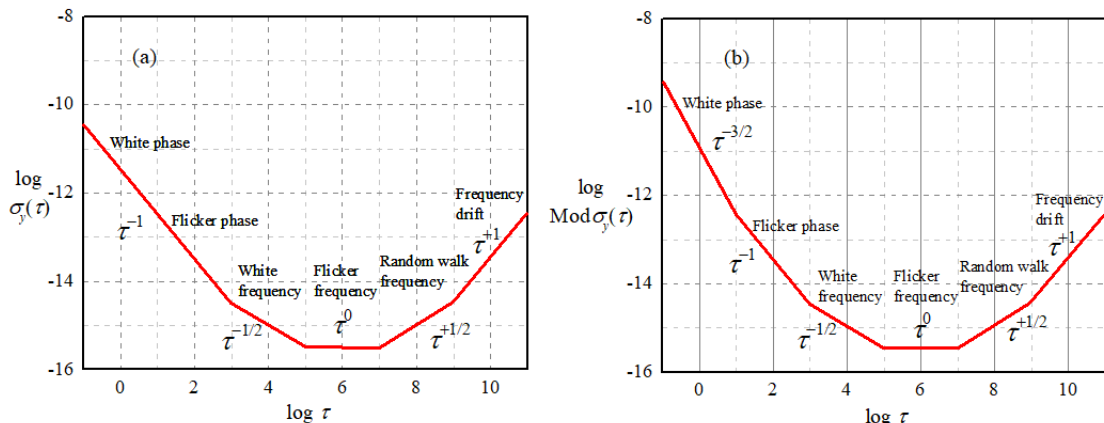 (a)
-8
-10
-12
-14
-16
log
σy(τ)
White phase
τ−1
Flicker phase
White
frequency
τ−1/2
Flicker
frequency
τ0
Random walk
frequency
τ+1/2
Frequency
drift
τ+1
0 2 4 6 8 10
log τ
(b)
-8
-10
-12
-14
-16
log
Mod σy(τ)
White phase
τ−3/2
Flicker phase
τ−1
White
frequency
τ−1/2
Flicker
frequency
τ0
Random walk
frequency
τ+1/2
Frequency
drift
τ+1
0 2 4 6 8 10
log τ